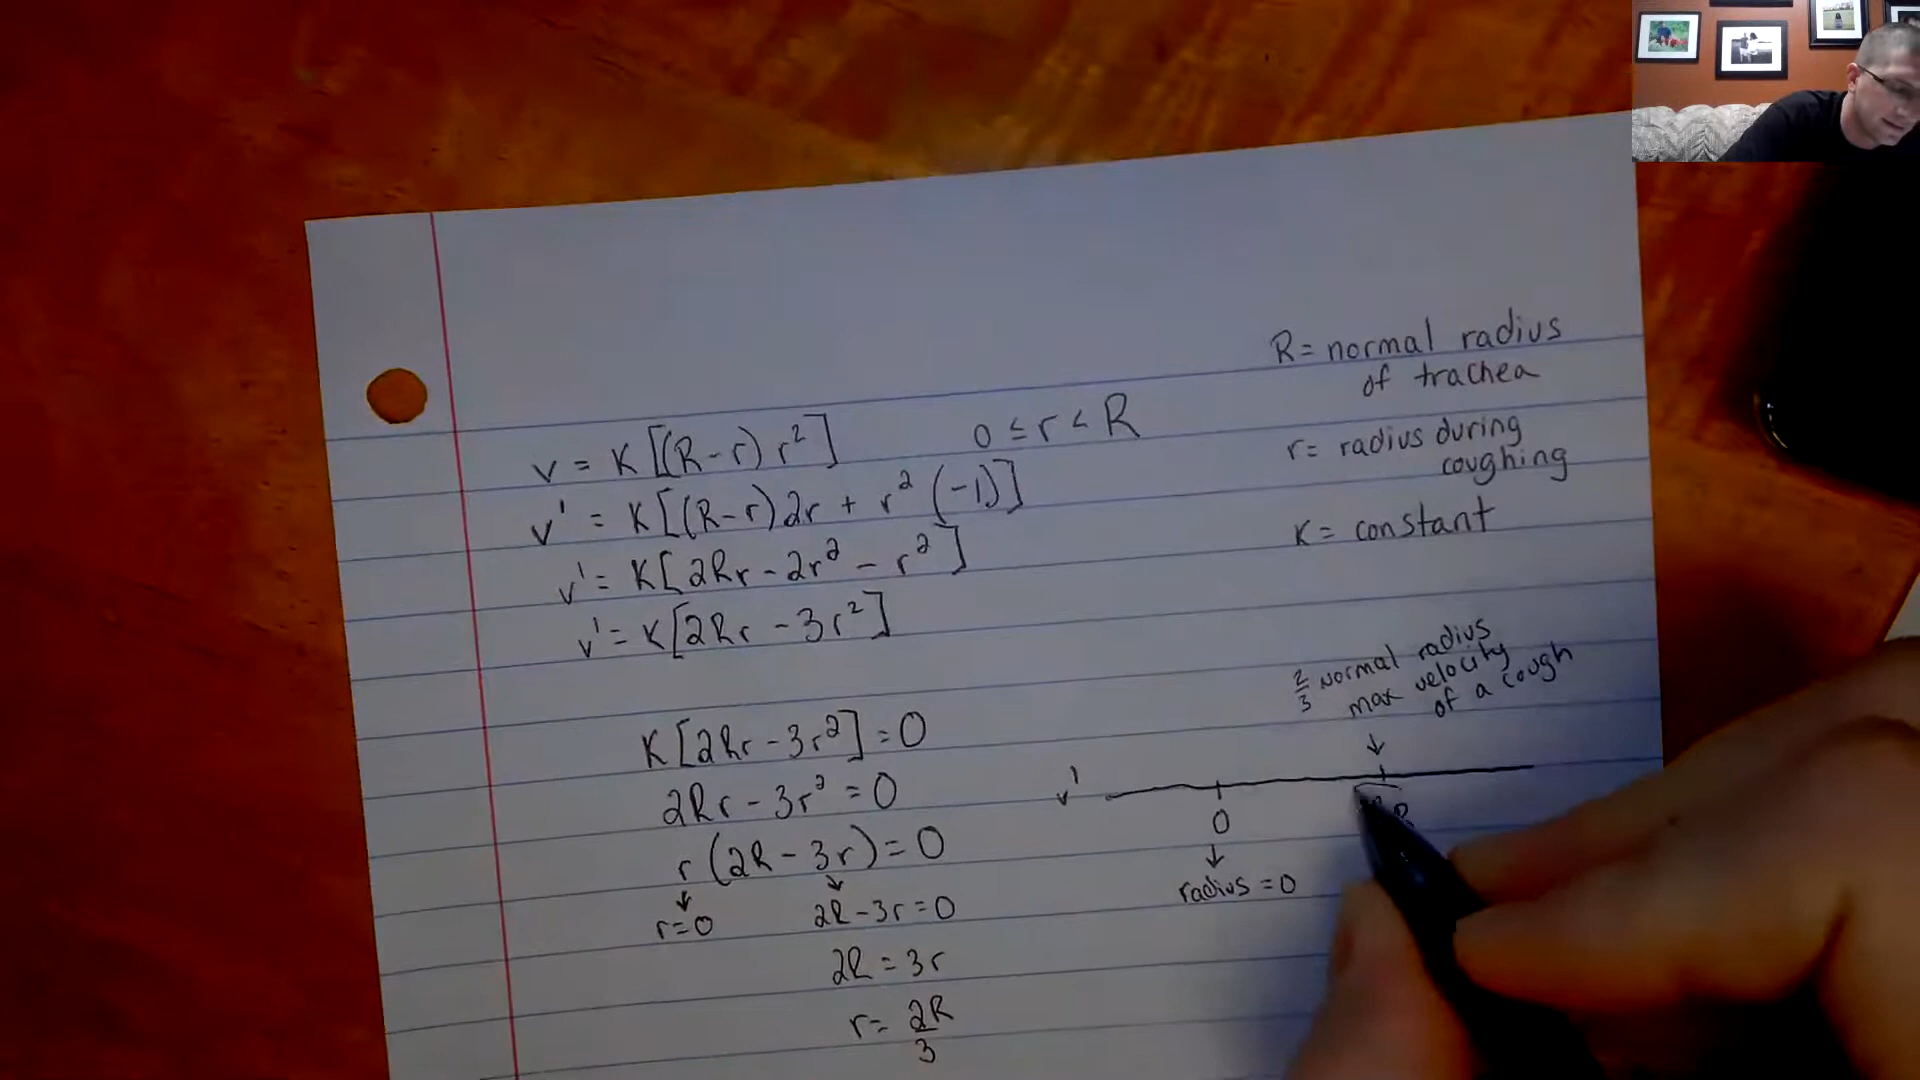 R = normal radius
of trachea
v = K[(R-r) r²]
0 ≤ r < R
r = radius during
coughing
v' = K[(R-r)2r + r² (-1)]
K = constant
v' = K[2Rr - 2r² - r²]
v' = K[2Rr - 3r²]
2/3 normal radius
max velocity
of a cough
↓
K[2Rr - 3r²] = 0
2Rr - 3r² = 0
v'
0
R
r(2R - 3r) = 0
↓
radius = 0
↓ ↓
r = 0
2R - 3r = 0
2R = 3r
r = 2R/3